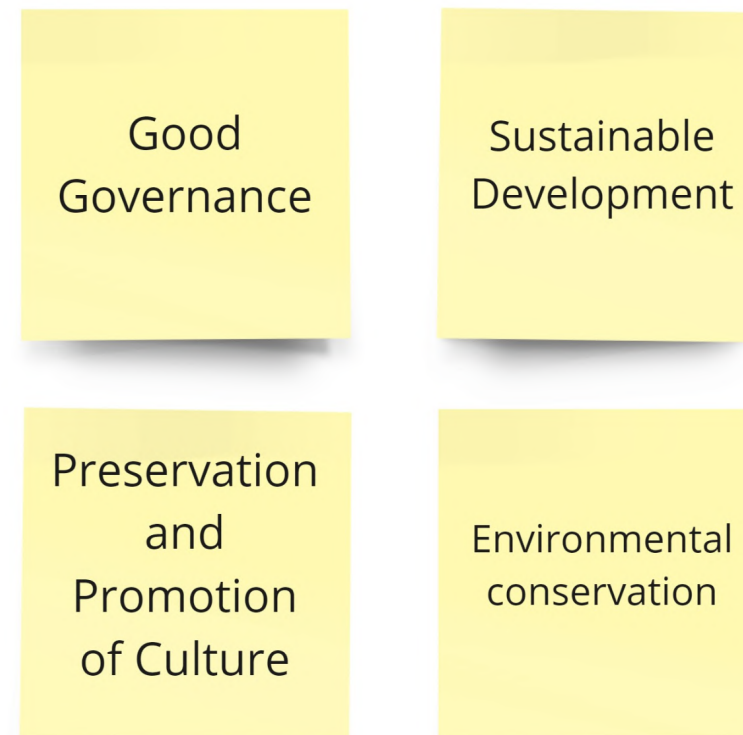 Good
Governance
Sustainable
Development
Preservation
and
Promotion
of Culture
Environmental
conservation